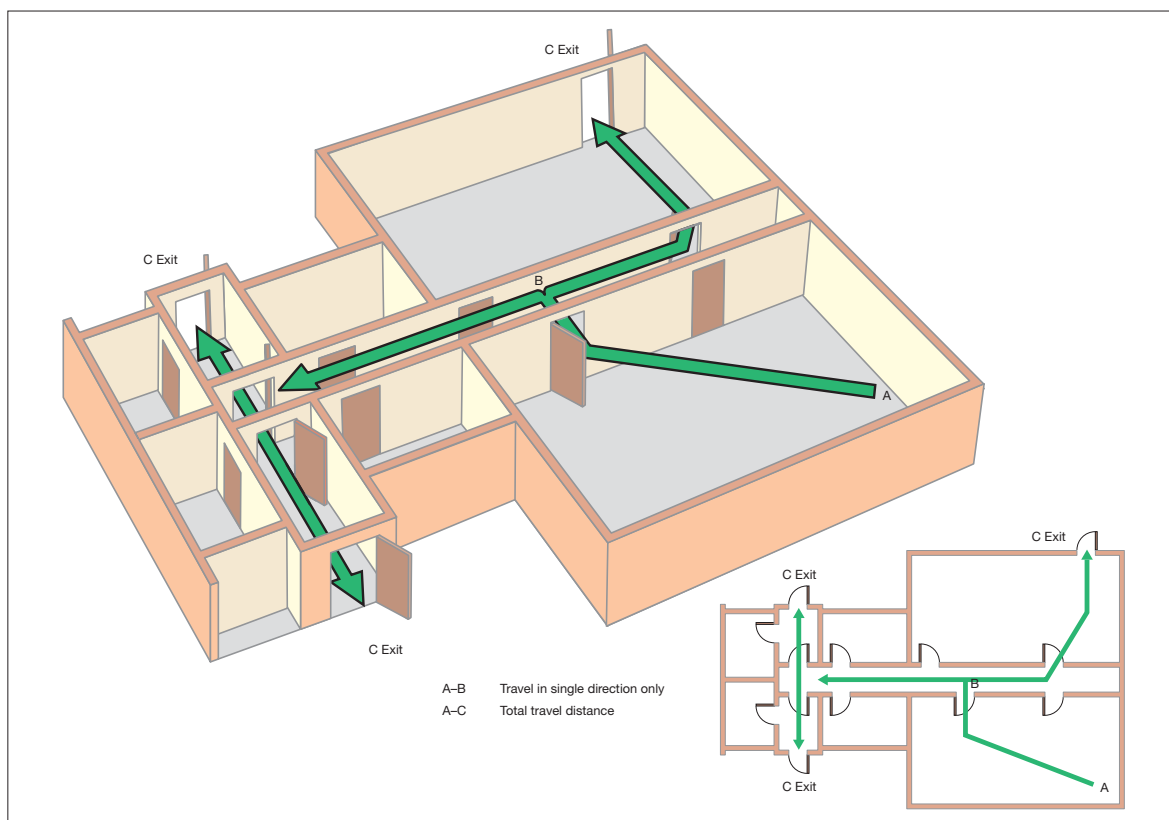 C Exit
C Exit
B
A
C Exit
A–B Travel in single direction only
A–C Total travel distance
C Exit
C Exit
B
A
C Exit